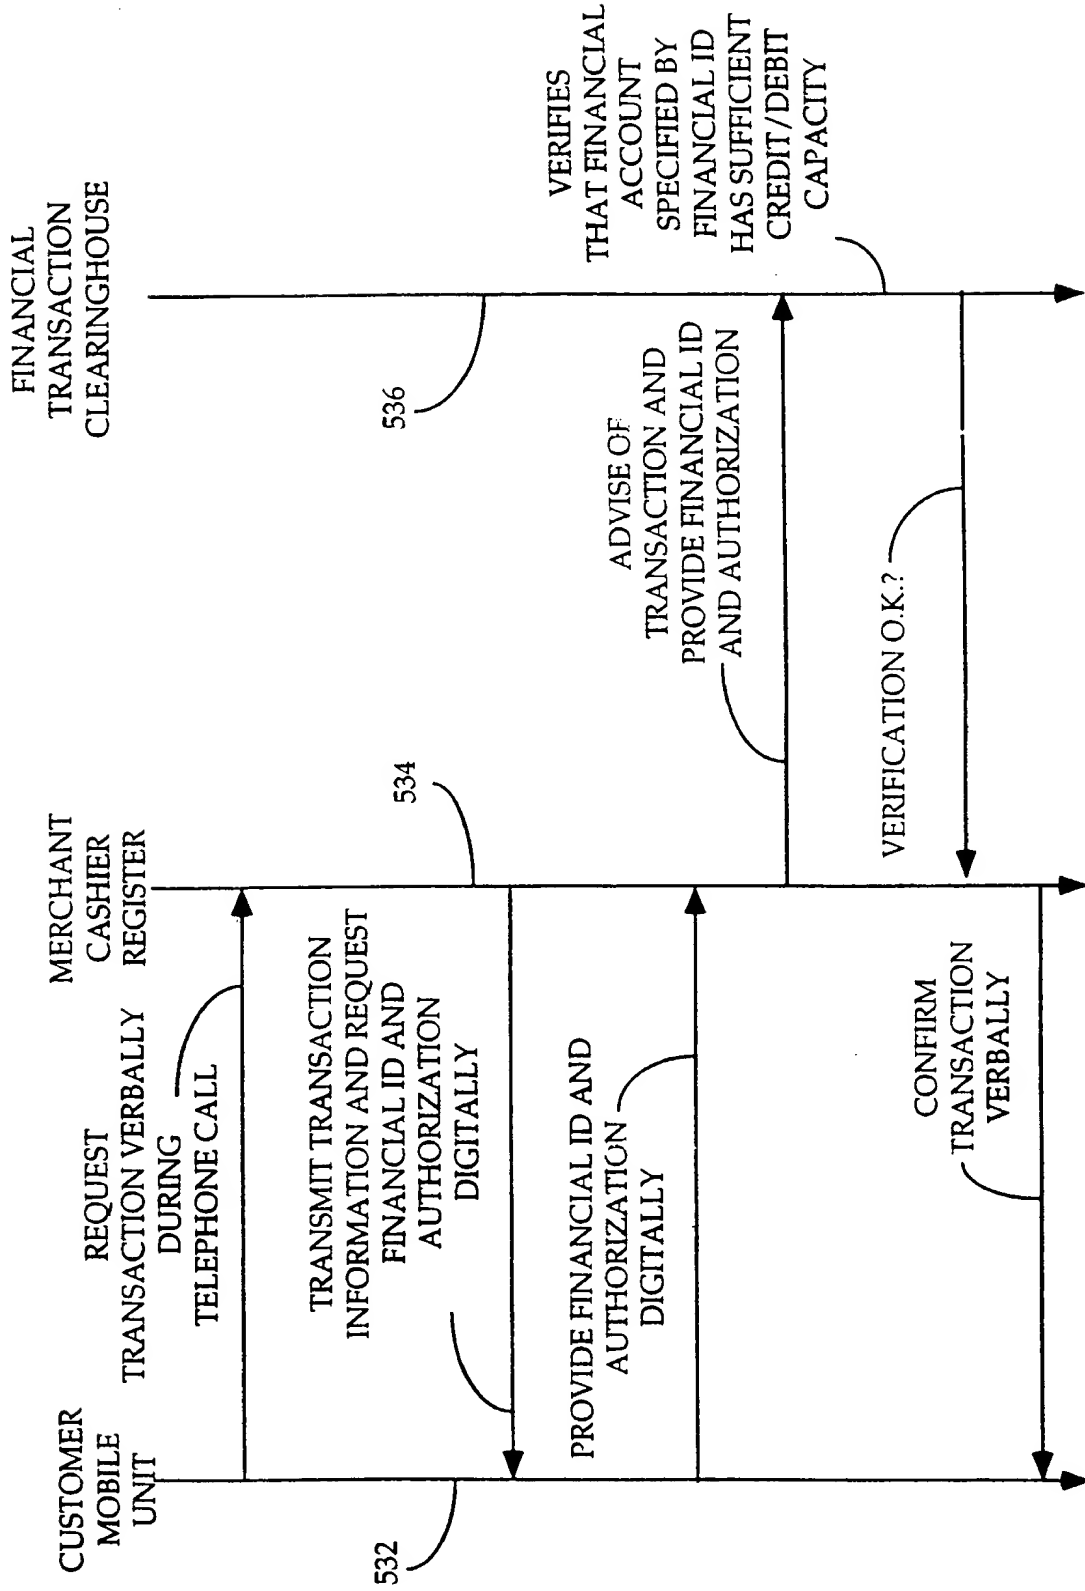 CUSTOMER
MOBILE
UNIT
REQUEST
TRANSACTION VERBALLY
DURING
TELEPHONE CALL
MERCHANT
CASHIER
REGISTER
FINANCIAL
TRANSACTION
CLEARINGHOUSE
532
534
536
TRANSMIT TRANSACTION
INFORMATION AND REQUEST
FINANCIAL ID AND
AUTHORIZATION
DIGITALLY
PROVIDE FINANCIAL ID AND
AUTHORIZATION
DIGITALLY
ADVISE OF
TRANSACTION AND
PROVIDE FINANCIAL ID
AND AUTHORIZATION
VERIFIES
THAT FINANCIAL
ACCOUNT
SPECIFIED BY
FINANCIAL ID
HAS SUFFICIENT
CREDIT/DEBIT
CAPACITY
VERIFICATION O.K.?
CONFIRM
TRANSACTION
VERBALLY